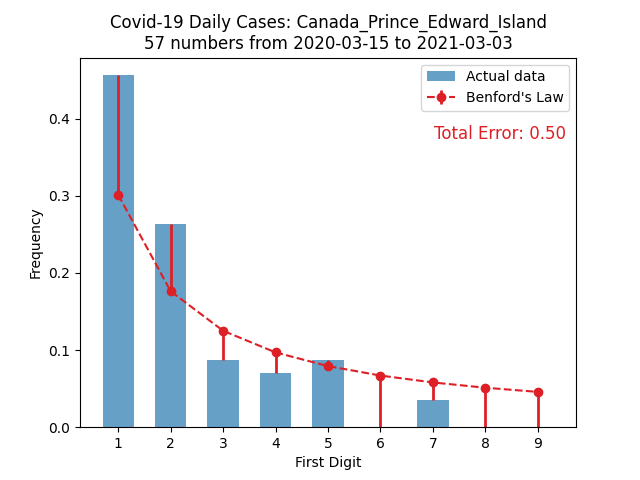 Covid-19 Daily Cases: Canada_Prince_Edward_Island
57 numbers from 2020-03-15 to 2021-03-03
Actual data
Benford's Law
Total Error: 0.50
Frequency
0.4
0.3
0.2
0.1
0.0
1 2 3 4 5 6 7 8 9
First Digit